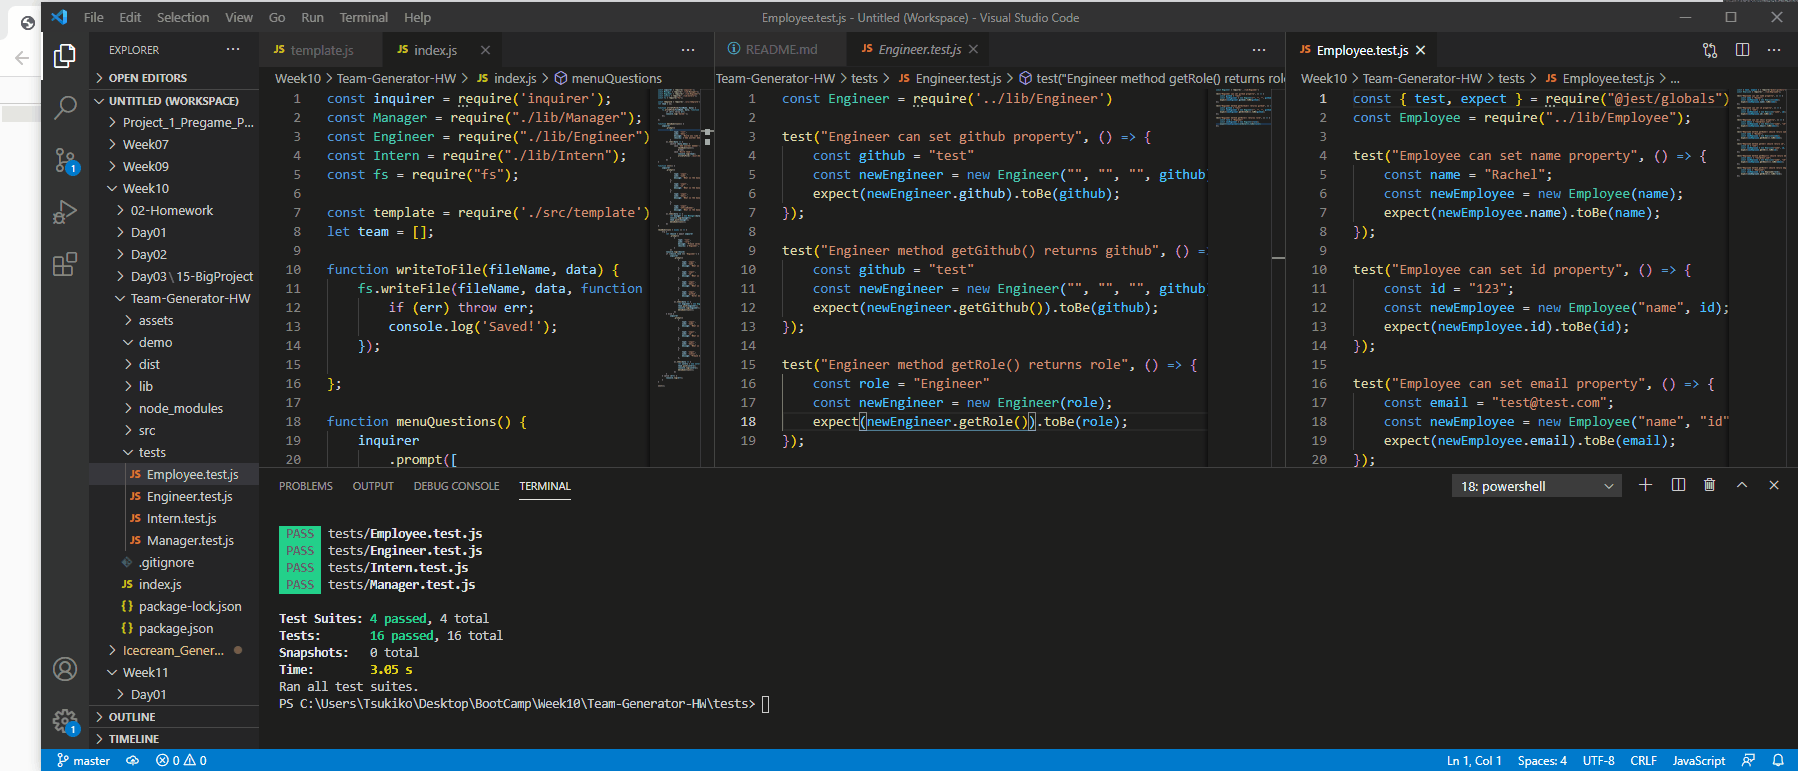 File Edit Selection View Go Run Terminal Help
Employee.test.js - Untitled (Workspace) - Visual Studio Code
EXPLORER
OPEN EDITORS
UNTITLED (WORKSPACE)
Project_1_Pregame_P...
Week07
Week09
Week10
02-Homework
Day01
Day02
Day03\15-BigProject
Team-Generator-HW
assets
demo
dist
lib
node_modules
src
tests
JS Employee.test.js
JS Engineer.test.js
JS Intern.test.js
JS Manager.test.js
.gitignore
JS index.js
{} package-lock.json
{} package.json
Icecream_Gener...
Week11
Day01
OUTLINE
TIMELINE
1
1
JS template.js
JS index.js
Week10 > Team-Generator-HW > JS index.js > menuQuestions
1 const inquirer = require('inquirer');
2 const Manager = require("./lib/Manager");
3 const Engineer = require("./lib/Engineer")
4 const Intern = require("./lib/Intern");
5 const fs = require("fs");
6
7 const template = require('./src/template')
8 let team = [];
9
10 function writeToFile(fileName, data) {
11 fs.writeFile(fileName, data, function
12 if (err) throw err;
13 console.log('Saved!');
14 });
15
16 };
17
18 function menuQuestions() {
19 inquirer
20 .prompt([
README.md
JS Engineer.test.js
Team-Generator-HW > tests > JS Engineer.test.js > test("Engineer method getRole() returns role
1 const Engineer = require('../lib/Engineer')
2
3 test("Engineer can set github property", () => {
4 const github = "test"
5 const newEngineer = new Engineer("", "", "", github)
6 expect(newEngineer.github).toBe(github);
7 });
8
9 test("Engineer method getGithub() returns github", () =>
10 const github = "test"
11 const newEngineer = new Engineer("", "", "", github)
12 expect(newEngineer.getGithub()).toBe(github);
13 });
14
15 test("Engineer method getRole() returns role", () => {
16 const role = "Engineer"
17 const newEngineer = new Engineer(role);
18 expect(newEngineer.getRole()).toBe(role);
19 });
JS Employee.test.js
Week10 > Team-Generator-HW > tests > JS Employee.test.js > ...
1 const { test, expect } = require("@jest/globals")
2 const Employee = require("../lib/Employee");
3
4 test("Employee can set name property", () => {
5 const name = "Rachel";
6 const newEmployee = new Employee(name);
7 expect(newEmployee.name).toBe(name);
8 });
9
10 test("Employee can set id property", () => {
11 const id = "123";
12 const newEmployee = new Employee("name", id);
13 expect(newEmployee.id).toBe(id);
14 });
15
16 test("Employee can set email property", () => {
17 const email = "test@test.com";
18 const newEmployee = new Employee("name", "id"
19 expect(newEmployee.email).toBe(email);
20 });
PROBLEMS OUTPUT DEBUG CONSOLE TERMINAL
18: powershell
PASS tests/Employee.test.js
PASS tests/Engineer.test.js
PASS tests/Intern.test.js
PASS tests/Manager.test.js
Test Suites: 4 passed, 4 total
Tests: 16 passed, 16 total
Snapshots: 0 total
Time: 3.05 s
Ran all test suites.
PS C:\Users\Tsukiko\Desktop\BootCamp\Week10\Team-Generator-HW\tests>
master 0 0
Ln 1, Col 1 Spaces: 4 UTF-8 CRLF JavaScript